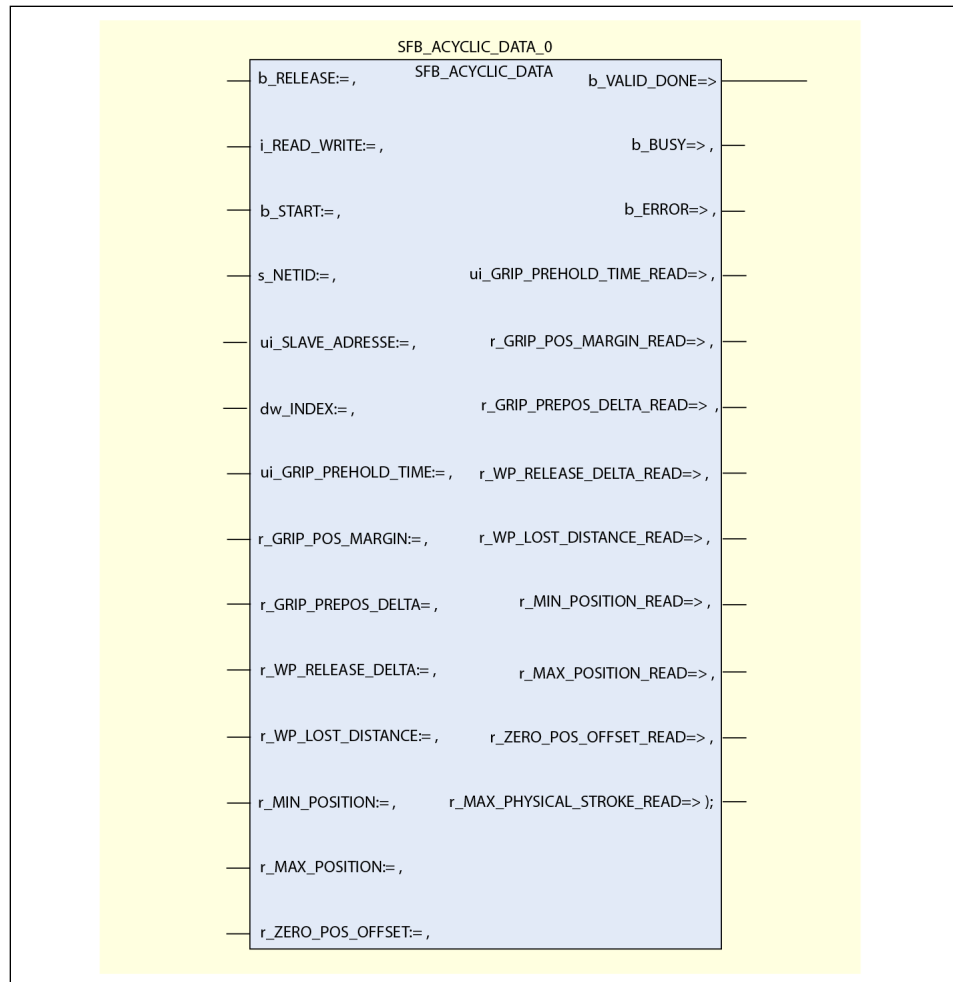 SFB_ACYCLIC_DATA_0
SFB_ACYCLIC_DATA
b_RELEASE:= , b_VALID_DONE=>
i_READ_WRITE:= , b_BUSY=> ,
b_START:= , b_ERROR=> ,
s_NETID:= , ui_GRIP_PREHOLD_TIME_READ=> ,
ui_SLAVE_ADRESSE:= , r_GRIP_POS_MARGIN_READ=> ,
dw_INDEX:= , r_GRIP_PREPOS_DELTA_READ=> ,
ui_GRIP_PREHOLD_TIME:= , r_WP_RELEASE_DELTA_READ=> ,
r_GRIP_POS_MARGIN:= , r_WP_LOST_DISTANCE_READ=> ,
r_GRIP_PREPOS_DELTA= , r_MIN_POSITION_READ=> ,
r_WP_RELEASE_DELTA:= , r_MAX_POSITION_READ=> ,
r_WP_LOST_DISTANCE:= , r_ZERO_POS_OFFSET_READ=> ,
r_MIN_POSITION:= , r_MAX_PHYSICAL_STROKE_READ=> );
r_MAX_POSITION:= ,
r_ZERO_POS_OFFSET:= ,